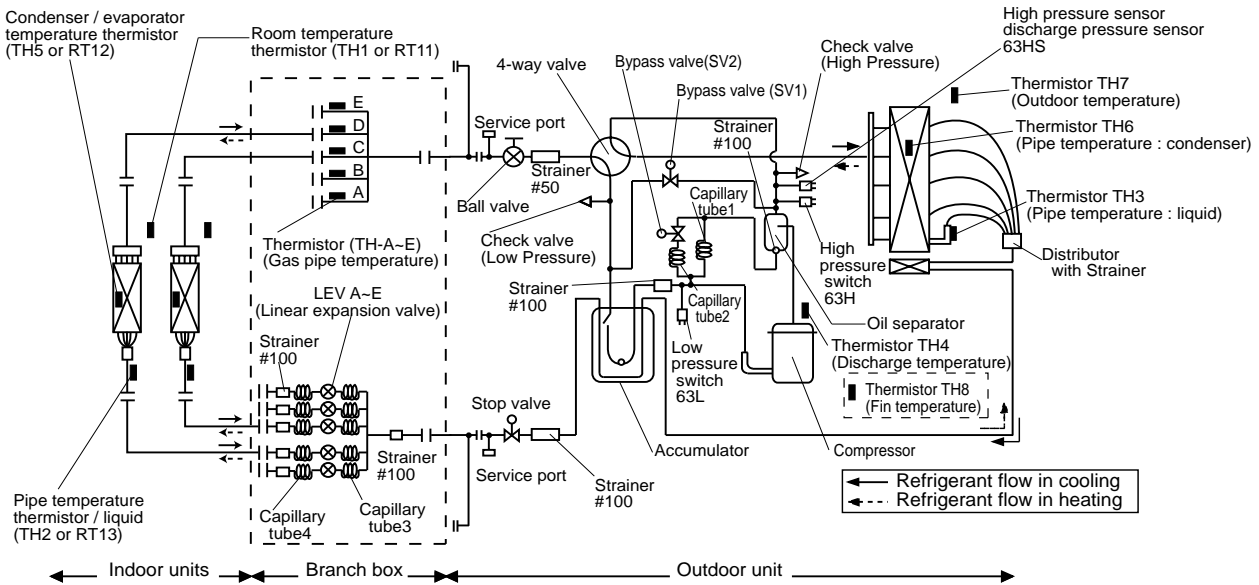 Condenser / evaporator
temperature thermistor
(TH5 or RT12)
Room temperature
thermistor (TH1 or RT11)
4-way valve
Bypass valve(SV2)
Bypass valve (SV1)
Check valve
(High Pressure)
High pressure sensor
discharge pressure sensor
63HS
Thermistor TH7
(Outdoor temperature)
Thermistor TH6
(Pipe temperature : condenser)
Thermistor TH3
(Pipe temperature : liquid)
Distributor
with Strainer
E
D
C
B
A
Service port
Strainer
#50
Ball valve
Strainer
#100
Capillary
tube1
Check valve
(Low Pressure)
Thermistor (TH-A~E)
(Gas pipe temperature)
High
pressure
switch
63H
Strainer
#100
Capillary
tube2
LEV A~E
(Linear expansion valve)
Oil separator
Strainer
#100
Low
pressure
switch
63L
Thermistor TH4
(Discharge temperature)
Thermistor TH8
(Fin temperature)
Stop valve
Accumulator
Compressor
Strainer
#100
Service port
Strainer
#100
Refrigerant flow in cooling
Refrigerant flow in heating
Pipe temperature
thermistor / liquid
(TH2 or RT13)
Capillary
tube4
Capillary
tube3
Indoor units
Branch box
Outdoor unit